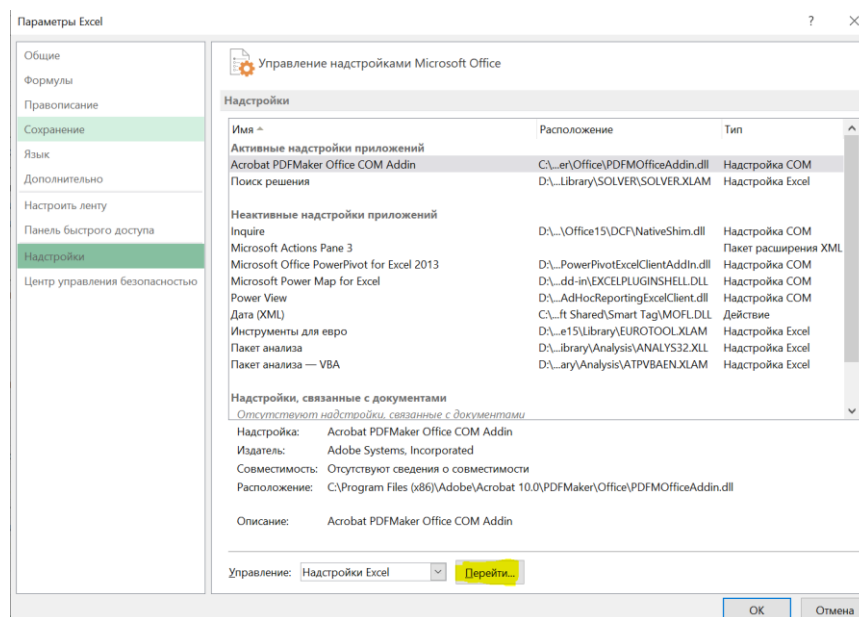 Параметры Excel ? ×
Общие
Формулы
Правописание
Сохранение
Язык
Дополнительно
Настроить ленту
Панель быстрого доступа
Надстройки
Центр управления безопасностью
Управление надстройками Microsoft Office
Надстройки
Имя Расположение Тип
Активные надстройки приложений
Acrobat PDFMaker Office COM Addin C:\...er\Office\PDFMOfficeAddin.dll Надстройка COM
Поиск решения D:\...Library\SOLVER\SOLVER.XLAM Надстройка Excel
Неактивные надстройки приложений
Inquire D:\...\Office15\DCF\NativeShim.dll Надстройка COM
Microsoft Actions Pane 3 Пакет расширения XML
Microsoft Office PowerPivot for Excel 2013 D:\...PowerPivotExcelClientAddIn.dll Надстройка COM
Microsoft Power Map for Excel D:\...dd-in\EXCELPLUGINSHELL.DLL Надстройка COM
Power View D:\...AdHocReportingExcelClient.dll Надстройка COM
Дата (XML) C:\...ft Shared\Smart Tag\MOFL.DLL Действие
Инструменты для евро D:\...e15\Library\EUROTOOL.XLAM Надстройка Excel
Пакет анализа D:\...ibrary\Analysis\ANALYS32.XLL Надстройка Excel
Пакет анализа — VBA D:\...ary\Analysis\ATPVBAEN.XLAM Надстройка Excel
Надстройки, связанные с документами
Отсутствуют надстройки, связанные с документами
Надстройка: Acrobat PDFMaker Office COM Addin
Издатель: Adobe Systems, Incorporated
Совместимость: Отсутствуют сведения о совместимости
Расположение: C:\Program Files (x86)\Adobe\Acrobat 10.0\PDFMaker\Office\PDFMOfficeAddin.dll
Описание: Acrobat PDFMaker Office COM Addin
Управление: Надстройки Excel Перейти...
ОК Отмена